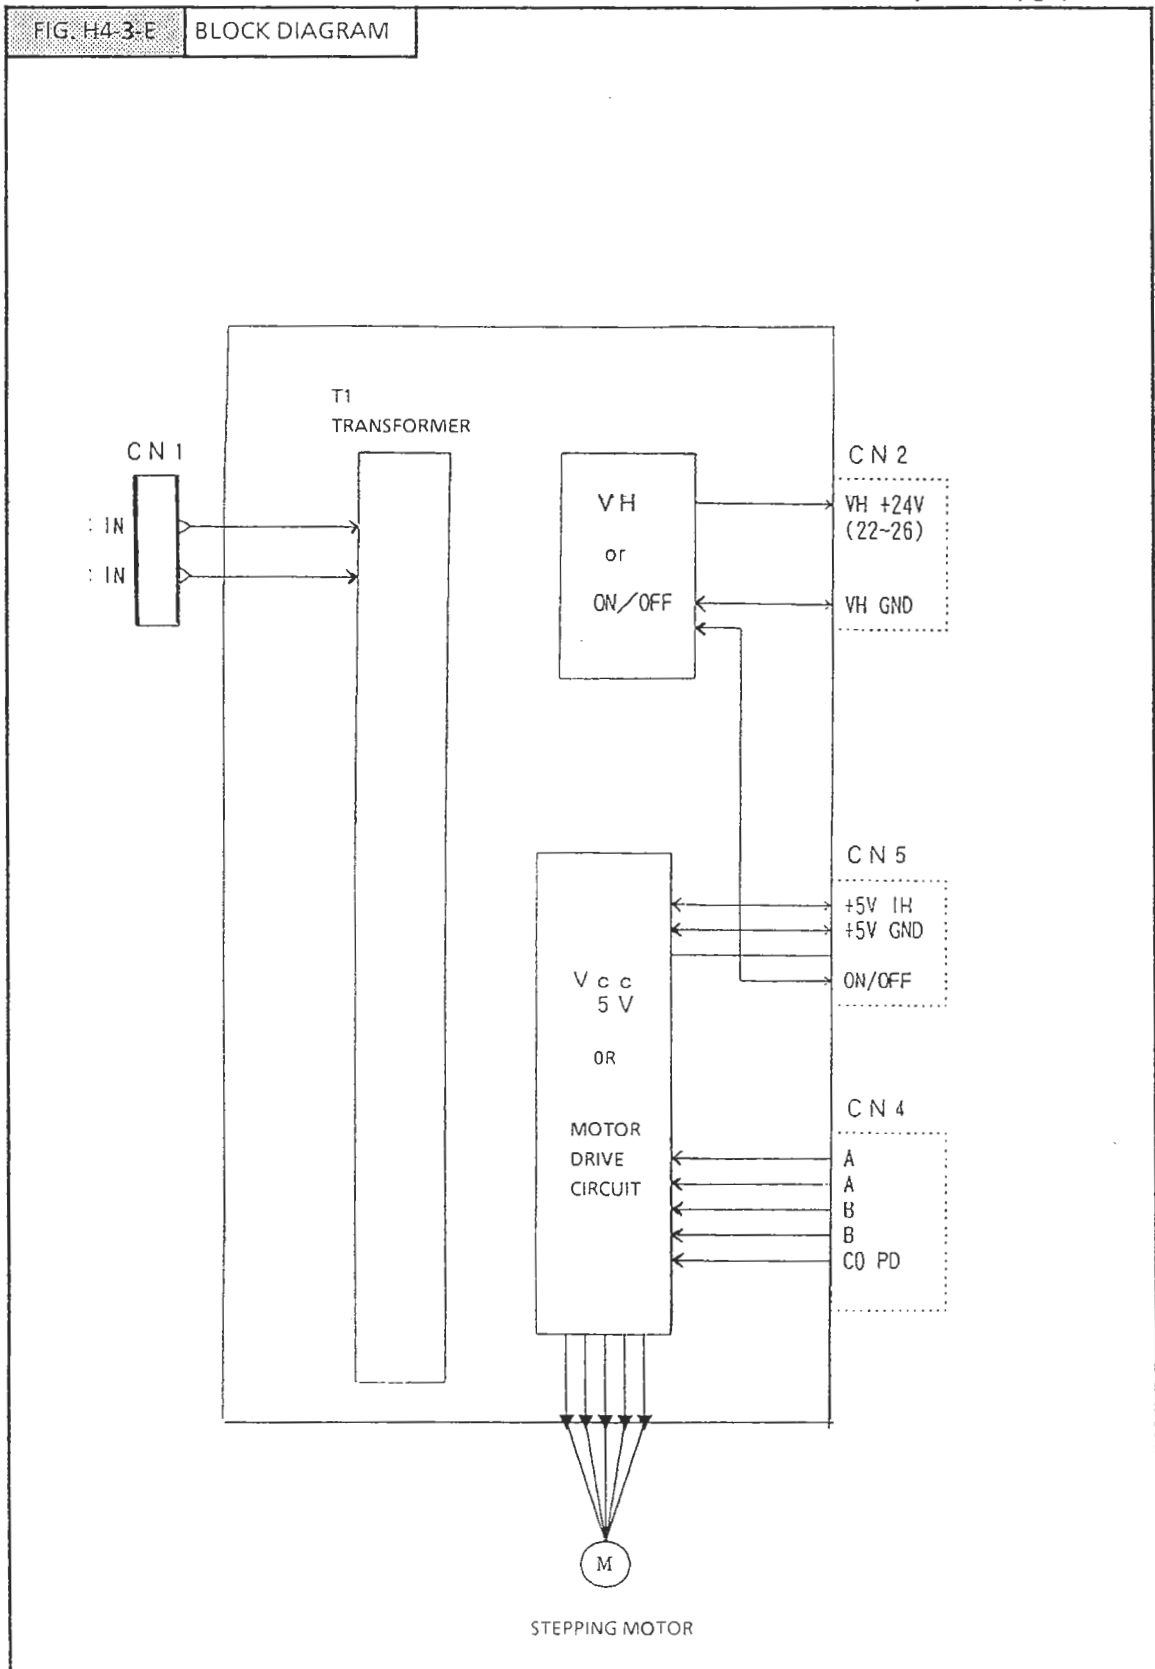 FIG. H4-3-E BLOCK DIAGRAM
T1
TRANSFORMER
CN1
: IN
: IN
VH
or
ON/OFF
CN2
VH +24V
(22~26)
VH GND
CN5
+5V IH
+5V GND
ON/OFF
Vcc
5V
OR
MOTOR
DRIVE
CIRCUIT
CN4
A
A
B
B
CO PD
M
STEPPING MOTOR